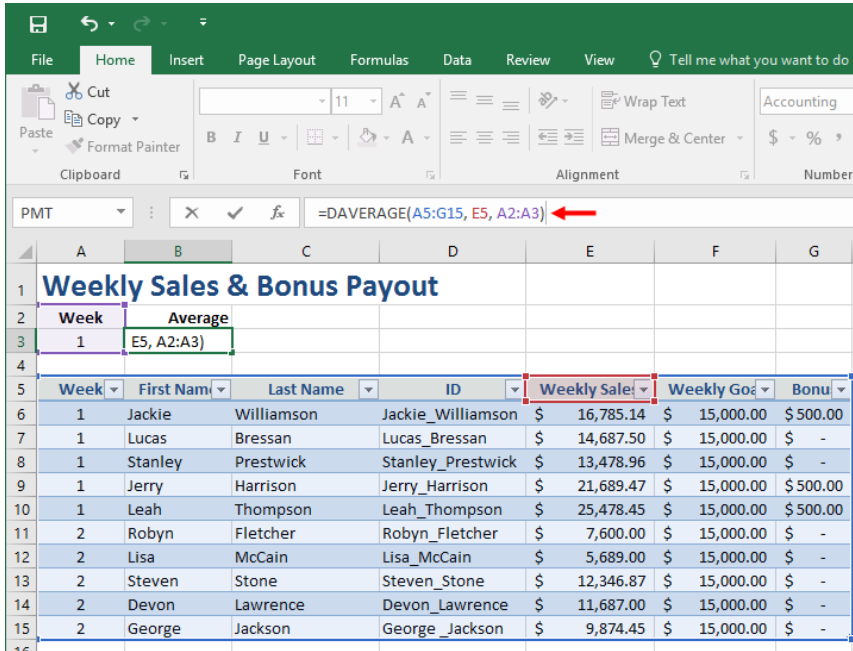 File Home Insert Page Layout Formulas Data Review View Tell me what you want to do
Cut
Copy
Paste
Format Painter
11 A A
B I U A
Wrap Text
Merge & Center
Accounting
$ % ,
Clipboard Font Alignment Number
PMT fx =DAVERAGE(A5:G15, E5, A2:A3)
A B C D E F G
1 Weekly Sales & Bonus Payout
2 Week Average
3 1 E5, A2:A3)
4
5 Week First Name Last Name ID Weekly Sales Weekly Goa Bonu
6 1 Jackie Williamson Jackie_Williamson $ 16,785.14 $ 15,000.00 $ 500.00
7 1 Lucas Bressan Lucas_Bressan $ 14,687.50 $ 15,000.00 $ -
8 1 Stanley Prestwick Stanley_Prestwick $ 13,478.96 $ 15,000.00 $ -
9 1 Jerry Harrison Jerry_Harrison $ 21,689.47 $ 15,000.00 $ 500.00
10 1 Leah Thompson Leah_Thompson $ 25,478.45 $ 15,000.00 $ 500.00
11 2 Robyn Fletcher Robyn_Fletcher $ 7,600.00 $ 15,000.00 $ -
12 2 Lisa McCain Lisa_McCain $ 5,689.00 $ 15,000.00 $ -
13 2 Steven Stone Steven_Stone $ 12,346.87 $ 15,000.00 $ -
14 2 Devon Lawrence Devon_Lawrence $ 11,687.00 $ 15,000.00 $ -
15 2 George Jackson George _Jackson $ 9,874.45 $ 15,000.00 $ -